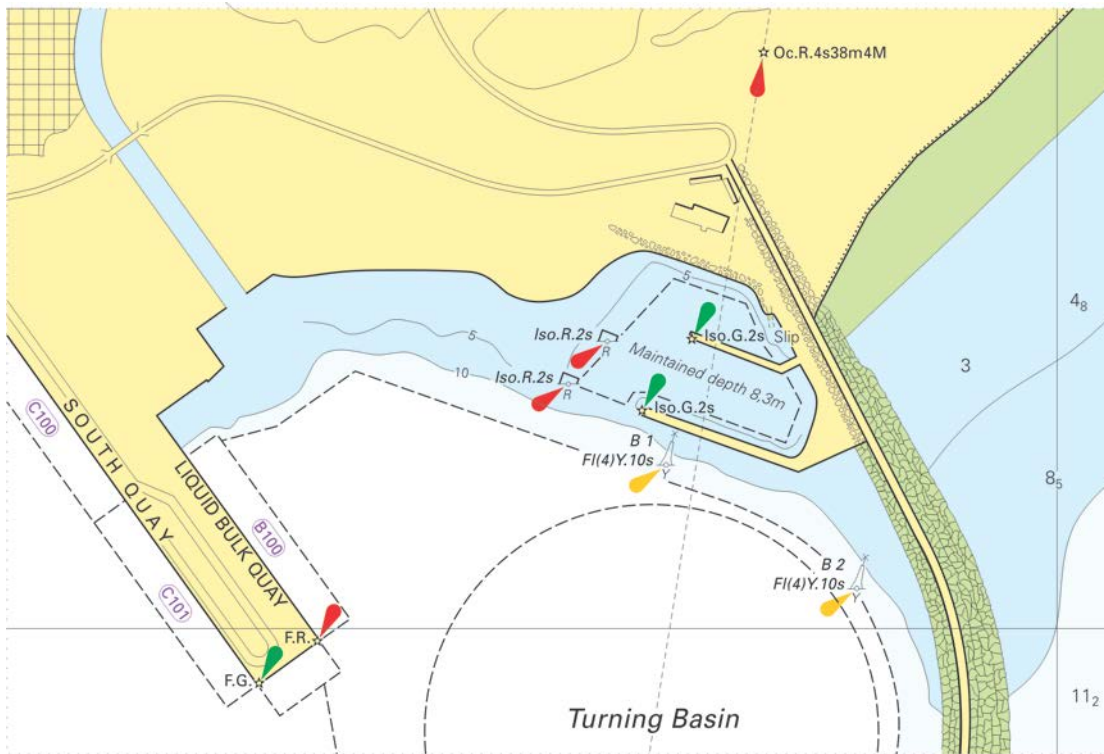 Oc.R.4s38m4M
5
Iso.G.2s
Slip
Iso.R.2s
R
Maintained depth 8,3m
5
10
Iso.R.2s
R
Iso.G.2s
4₈
3
8₅
11₂
B 1
Fl(4)Y.10s
Y
B 2
Fl(4)Y.10s
Y
C100
SOUTH QUAY
LIQUID BULK QUAY
B100
C101
F.R.
F.G.
Turning Basin